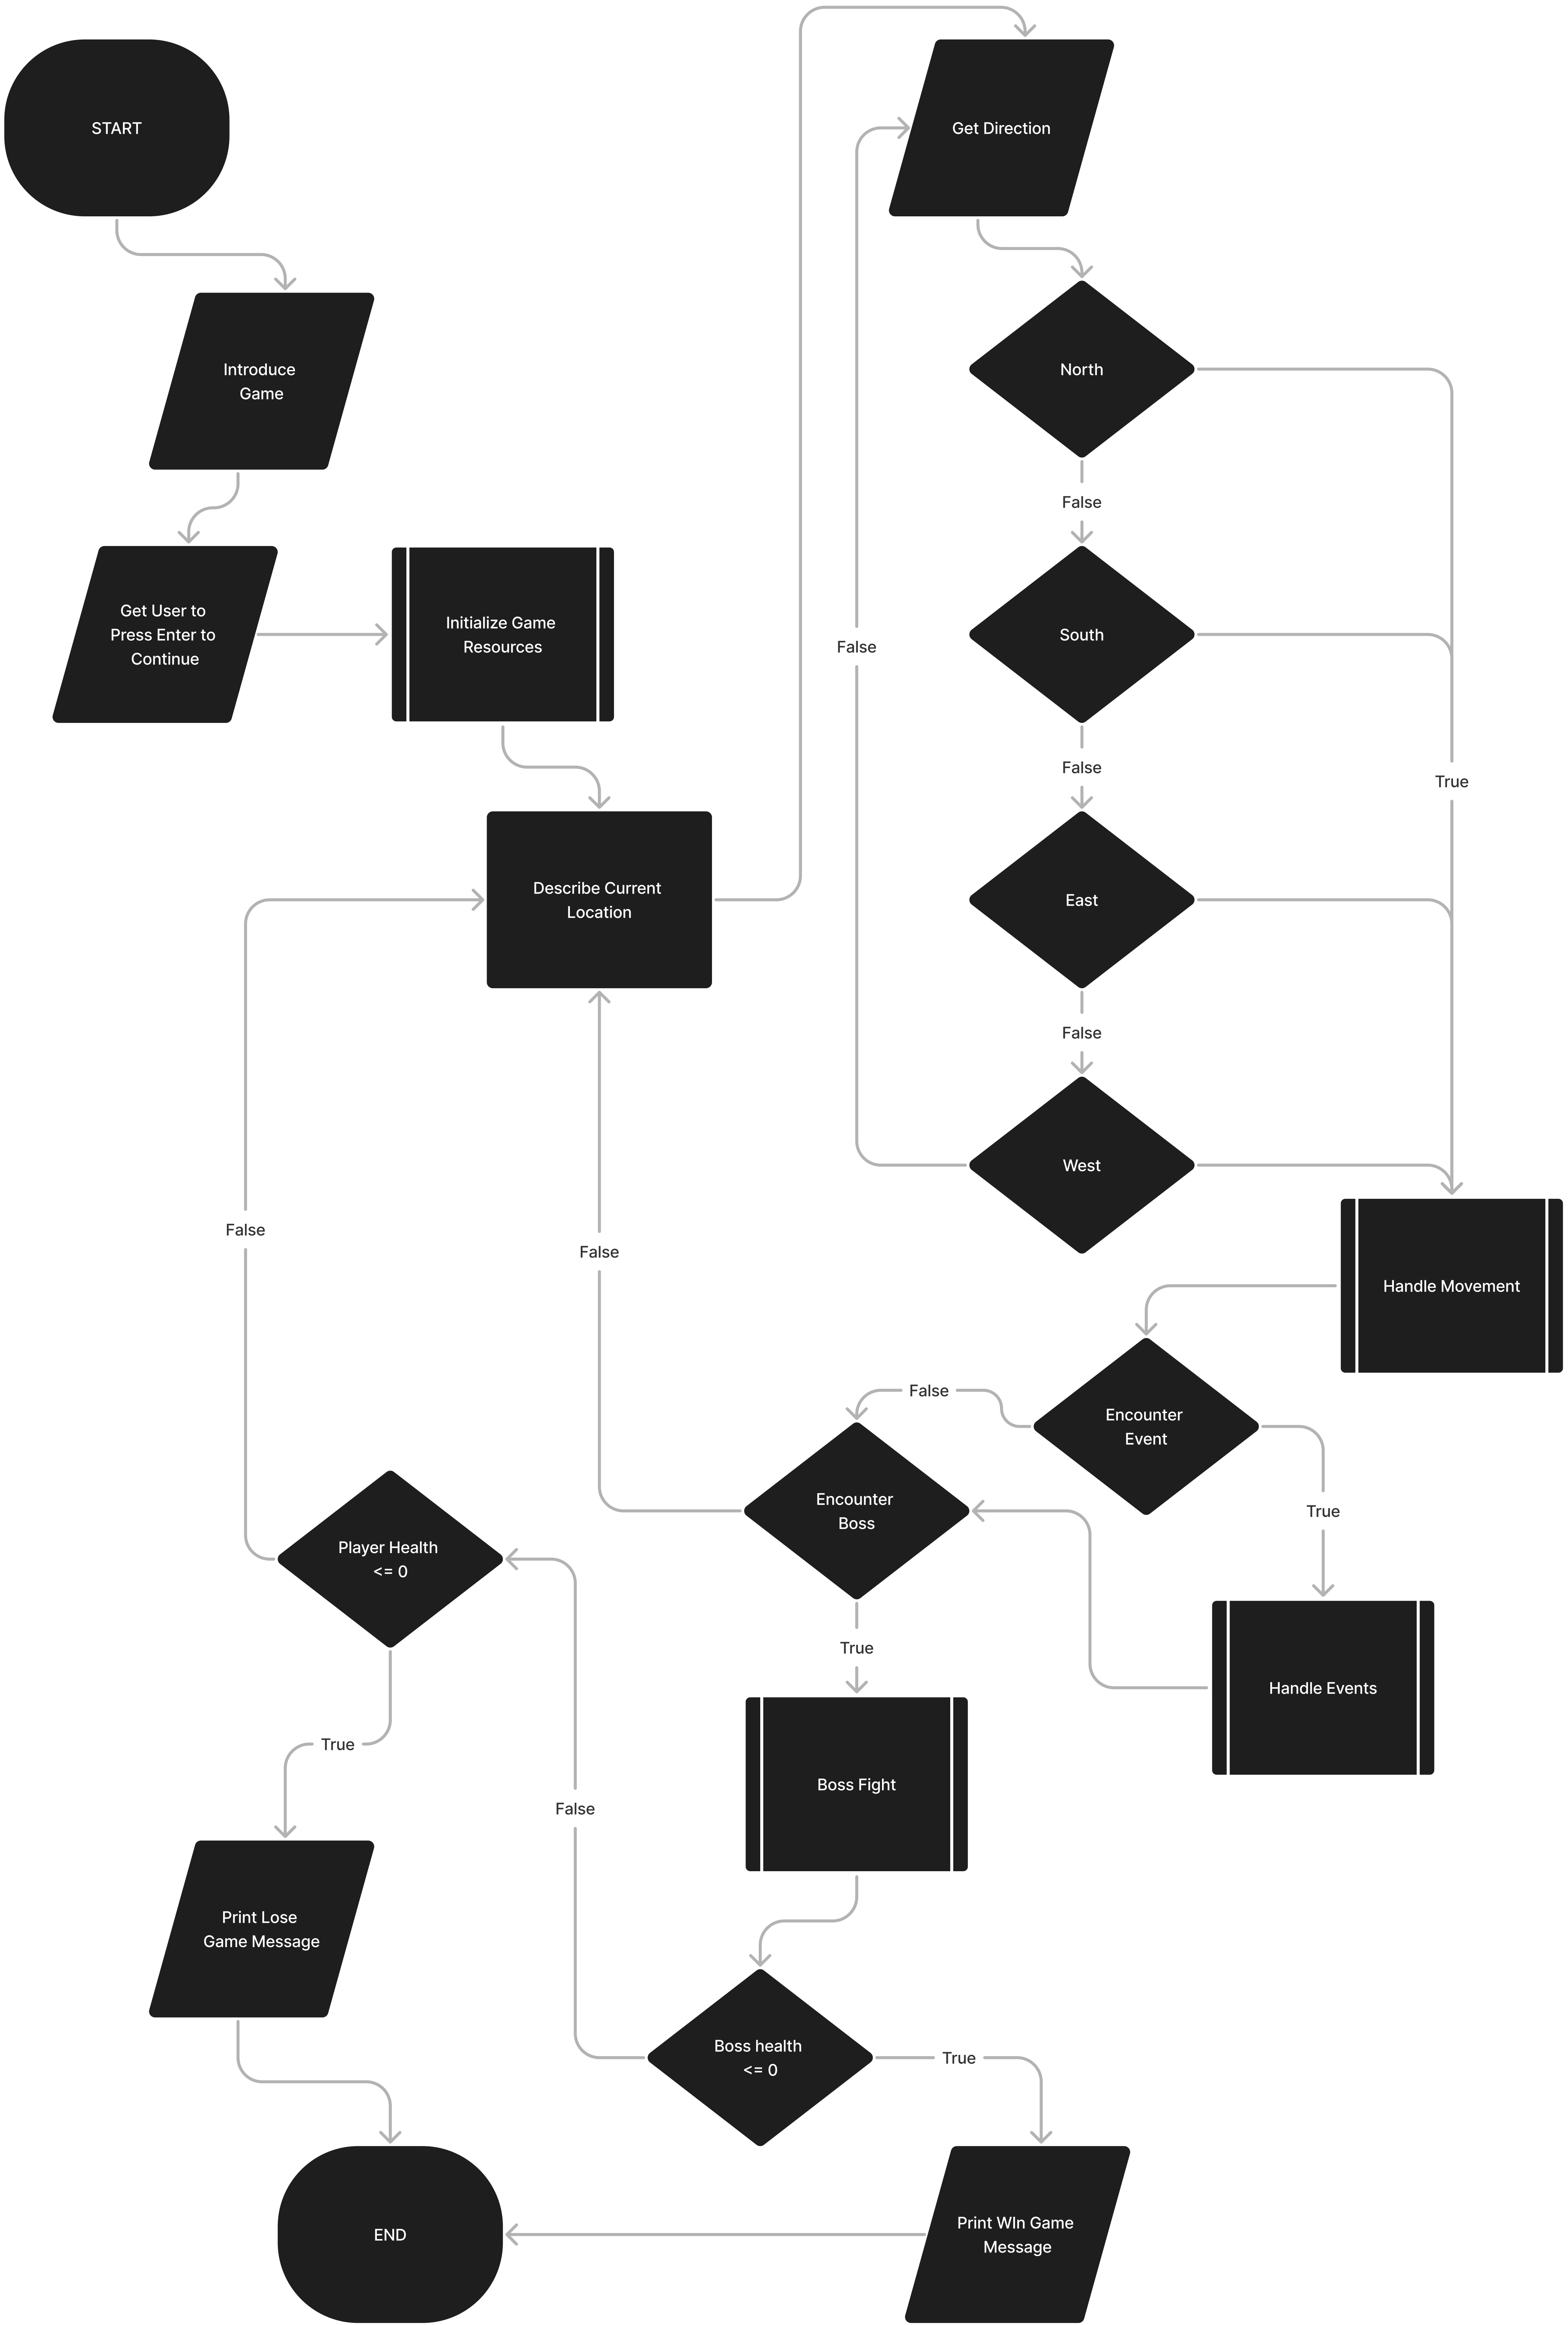 START
Introduce
Game
Get User to
Press Enter to
Continue
Initialize Game
Resources
Describe Current
Location
Get Direction
North
False
South
False
False
True
East
False
West
Handle Movement
False
False
False
Encounter
Event
Encounter
Boss
True
Player Health
<= 0
True
Handle Events
True
Boss Fight
False
Print Lose
Game Message
Boss health
<= 0
True
END
Print WIn Game
Message